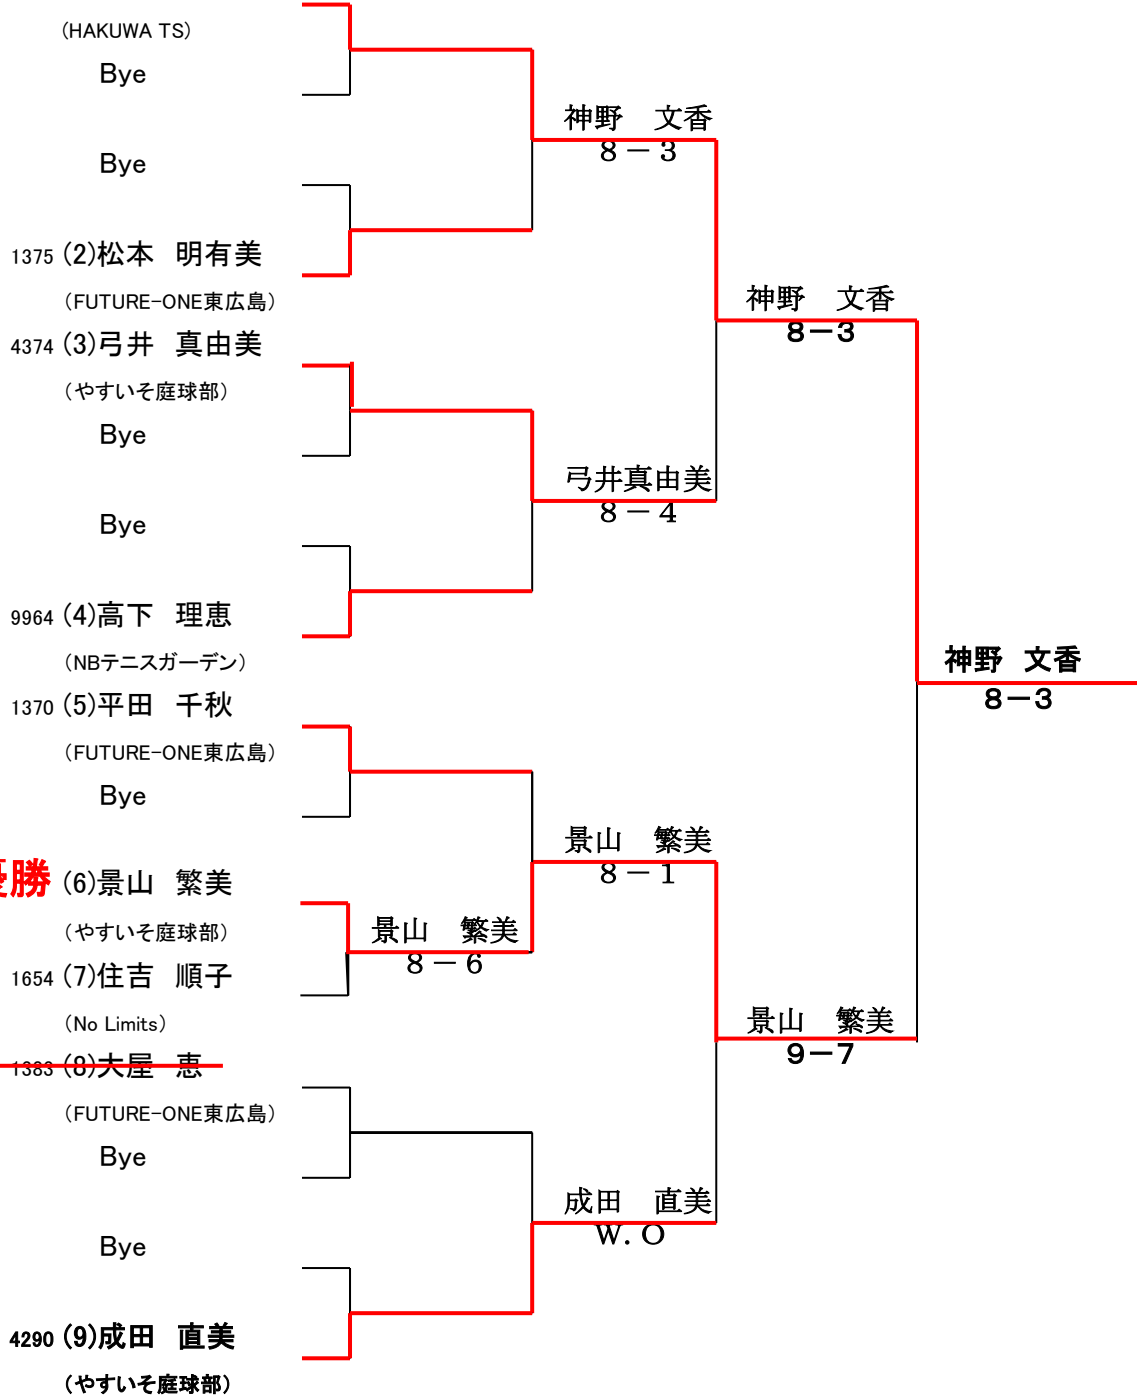 (HAKUWA TS)
Bye
神野　文香
8－3
Bye
1375 (2)松本　明有美
(FUTURE-ONE東広島)
神野　文香
8－3
4374 (3)弓井　真由美
(やすいそ庭球部)
Bye
弓井真由美
8－4
Bye
9964 (4)高下　理恵
(NBテニスガーデン)
神野　文香
8－3
1370 (5)平田　千秋
(FUTURE-ONE東広島)
Bye
景山　繁美
8－1
優勝 (6)景山　繁美
(やすいそ庭球部)
景山　繁美
8－6
1654 (7)住吉　順子
(No Limits)
景山　繁美
9－7
1383 (8)大屋　恵
(FUTURE-ONE東広島)
Bye
成田　直美
W.O
Bye
4290 (9)成田　直美
(やすいそ庭球部)